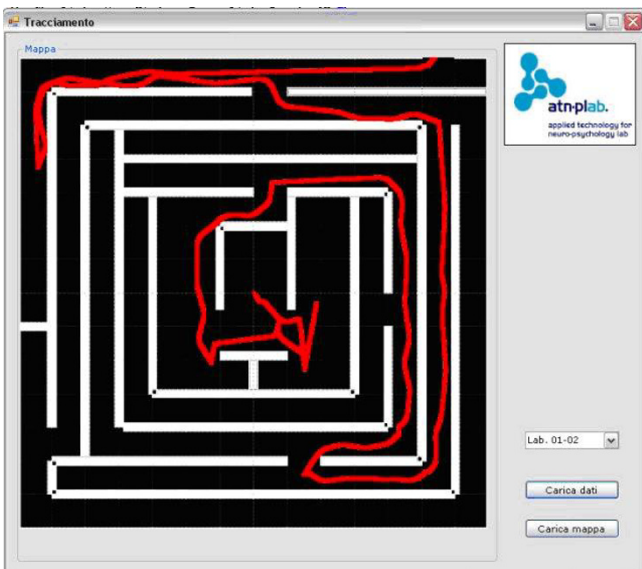 Tracciamento
Mappa
atn-plab.
applied technology for
neuro-psychology lab
Lab. 01-02
Carica dati
Carica mappa